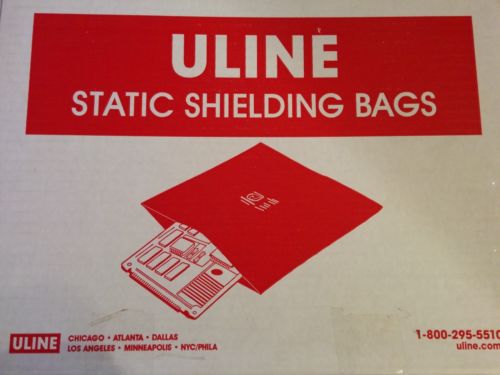 ULINE
STATIC SHIELDING BAGS
ULINE
CHICAGO • ATLANTA • DALLAS
LOS ANGELES • MINNEAPOLIS • NYC/PHILA
1-800-295-5510
uline.com